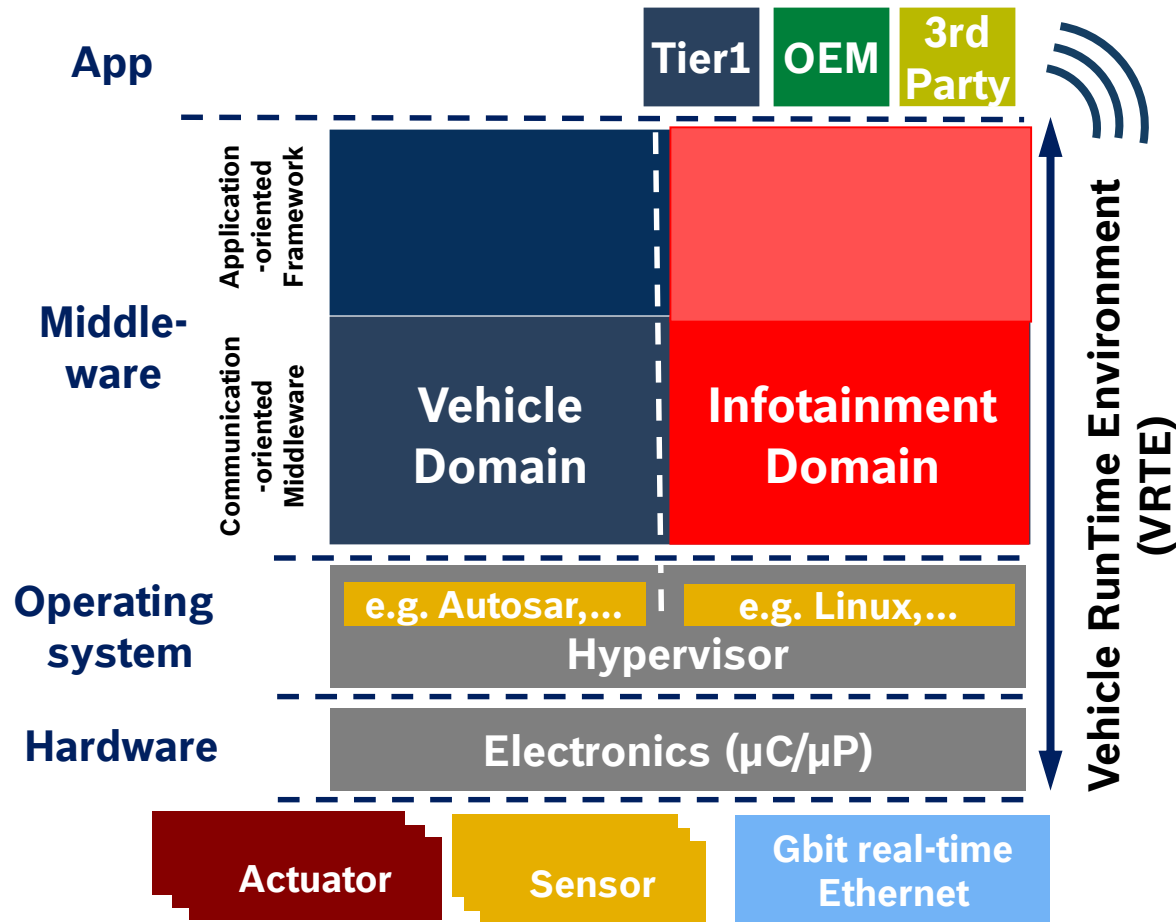 App
Tier1
OEM
3rd
Party
Application
-oriented
Framework
Middle-
ware
Communication
-oriented
Middleware
Vehicle
Domain
Infotainment
Domain
Vehicle RunTime Environment
(VRTE)
Operating
system
e.g. Autosar,...
e.g. Linux,...
Hypervisor
Hardware
Electronics (µC/µP)
Actuator
Sensor
Gbit real-time
Ethernet